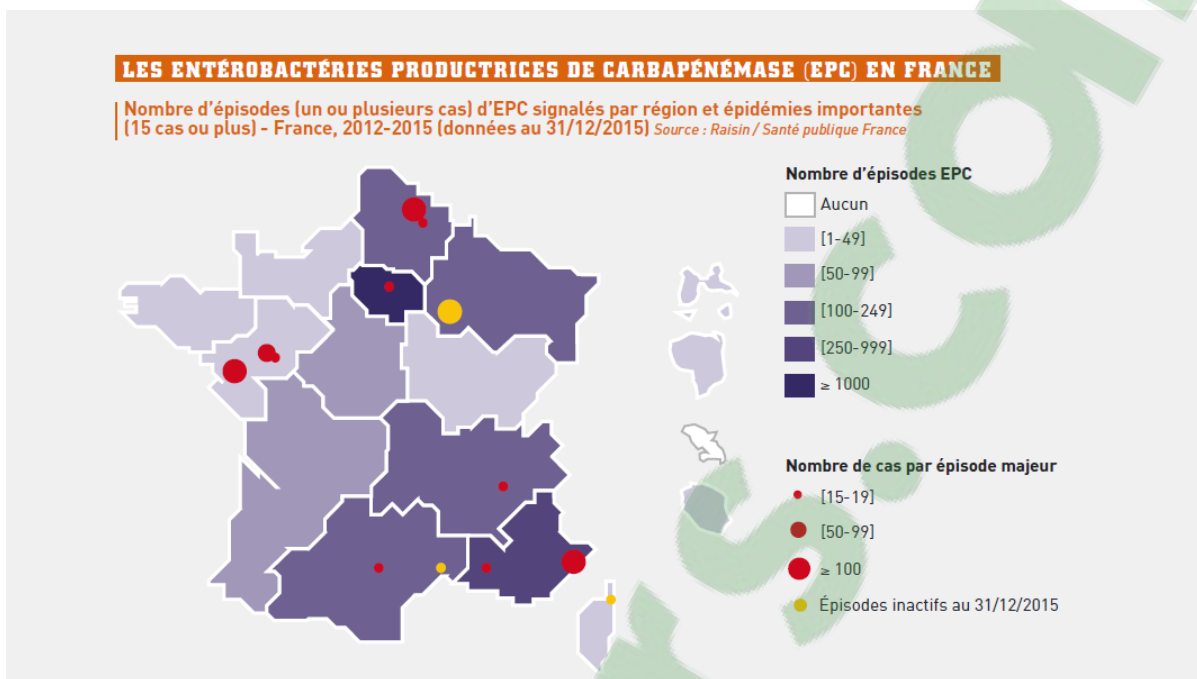 LES ENTÉROBACTÉRIES PRODUCTRICES DE CARBAPÉNÉMASE (EPC) EN FRANCE
Nombre d'épisodes (un ou plusieurs cas) d'EPC signalés par région et épidémies importantes
(15 cas ou plus) - France, 2012-2015 (données au 31/12/2015) Source : Raisin / Santé publique France
Nombre d'épisodes EPC
Aucun
[1-49]
[50-99]
[100-249]
[250-999]
≥ 1000
Nombre de cas par épisode majeur
[15-19]
[50-99]
≥ 100
Épisodes inactifs au 31/12/2015
rs.co